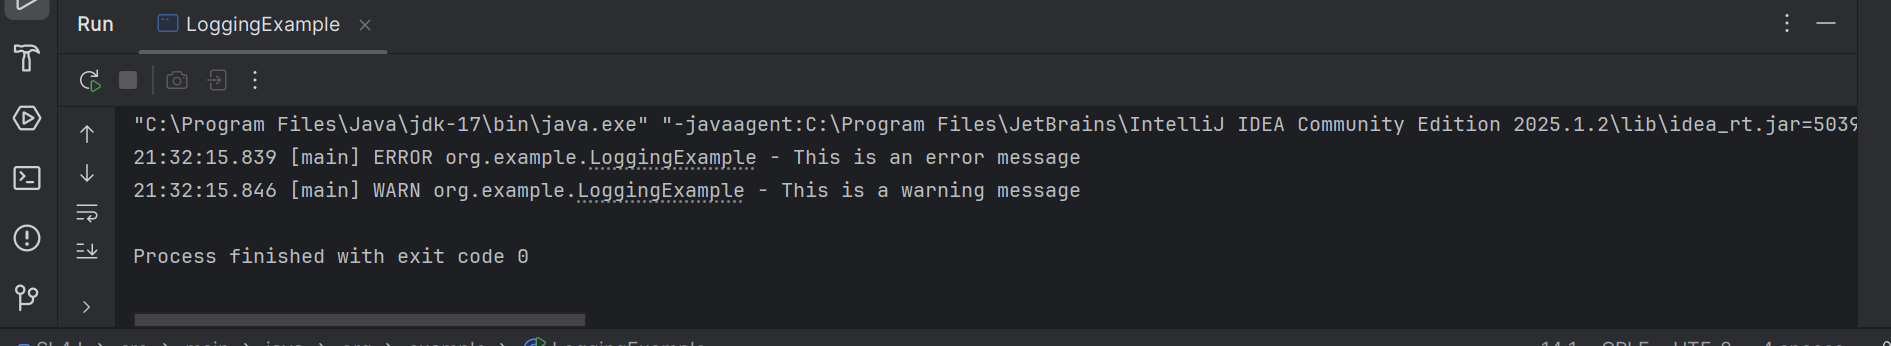 Run LoggingExample
"C:\Program Files\Java\jdk-17\bin\java.exe" "-javaagent:C:\Program Files\JetBrains\IntelliJ IDEA Community Edition 2025.1.2\lib\idea_rt.jar=5039
21:32:15.839 [main] ERROR org.example.LoggingExample - This is an error message
21:32:15.846 [main] WARN org.example.LoggingExample - This is a warning message
Process finished with exit code 0